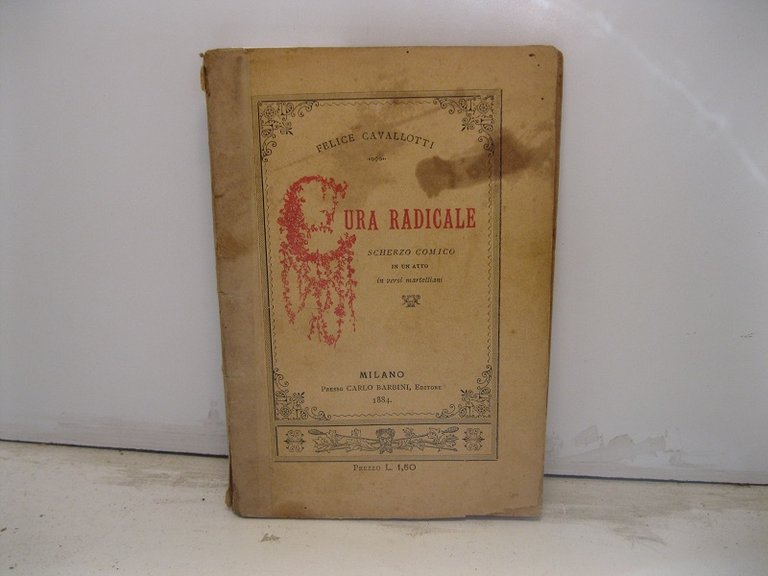 FELICE CAVALLOTTI
CURA RADICALE
SCHERZO COMICO
IN UN ATTO
in versi martelliani
MILANO
PRESSO CARLO BARBINI, EDITORE
1884.
PREZZO L. 1,60